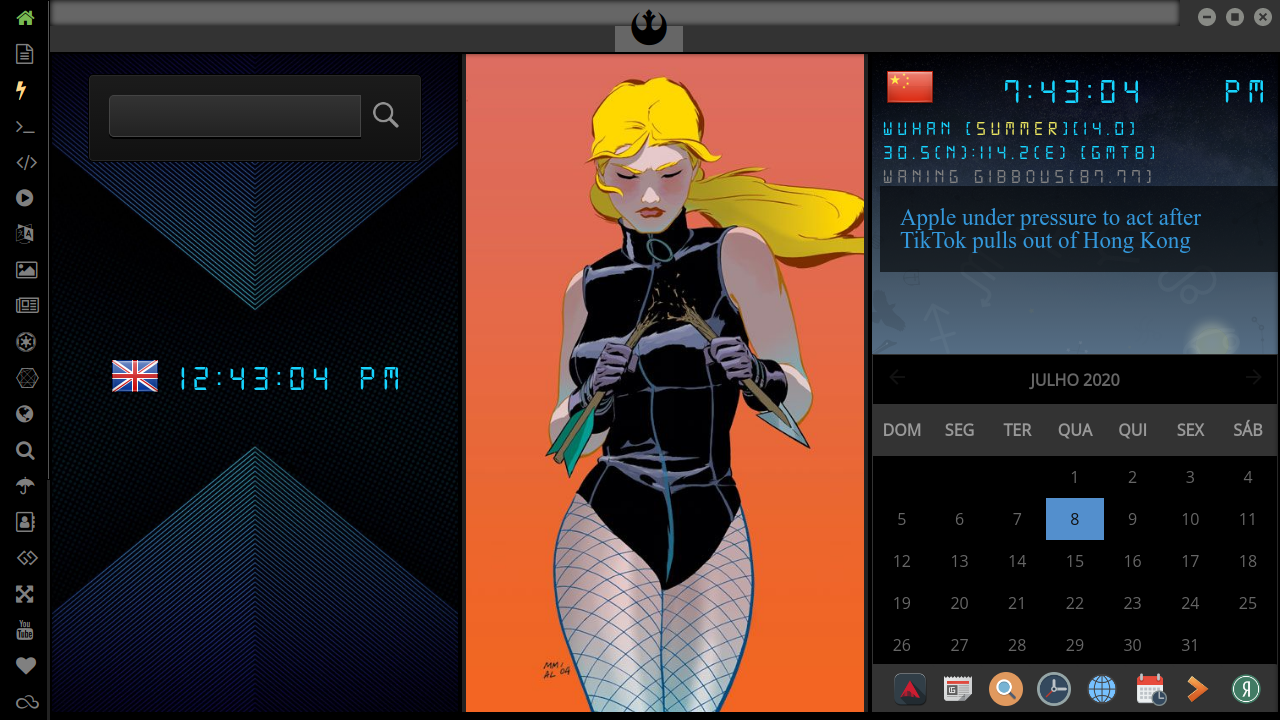 7:43:04 PM
WUHAN [SUMMER][14.0]
30.5(N):114.2(E) [GMT8]
WANING GIBBOUS(87.77)
Apple under pressure to act after
TikTok pulls out of Hong Kong
12:43:04 PM
JULHO 2020
DOM SEG TER QUA QUI SEX SÁB
1 2 3 4
5 6 7 8 9 10 11
12 13 14 15 16 17 18
19 20 21 22 23 24 25
26 27 28 29 30 31
MM/
AL 04
You
Tube
Я